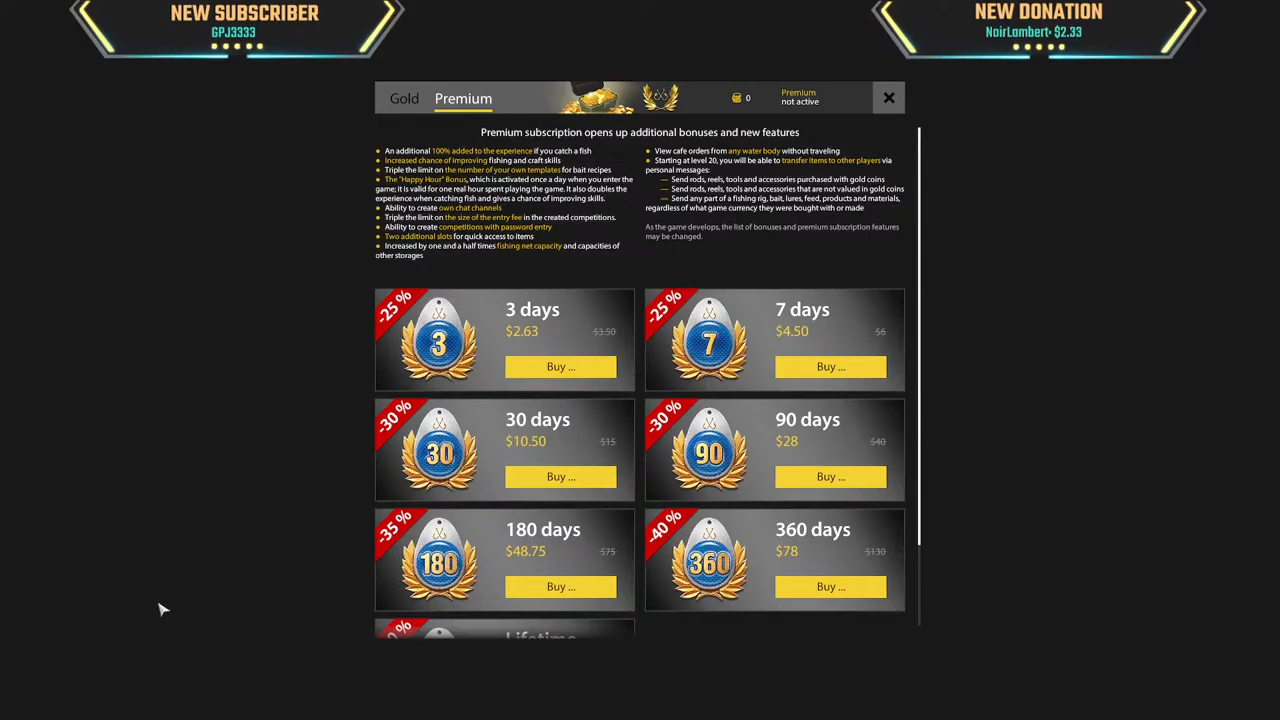 NEW SUBSCRIBER
GPJ3333
NEW DONATION
NoirLambert• $2.33
Gold
Premium
0
Premium
not active
Premium subscription opens up additional bonuses and new features
• An additional 100% added to the experience if you catch a fish
• Increased chance of improving fishing and craft skills
• Triple the limit on the number of your own templates for bait recipes
• The "Happy Hour" Bonus, which is activated once a day when you enter the
game; it is valid for one real hour spent playing the game. It also doubles the
experience when catching fish and gives a chance of improving skills.
• Ability to create own chat channels
• Triple the limit on the size of the entry fee in the created competitions.
• Ability to create competitions with password entry
• Two additional slots for quick access to items
• Increased by one and a half times fishing net capacity and capacities of
other storages
• View cafe orders from any water body without traveling
• Starting at level 20, you will be able to transfer items to other players via
personal messages:
— Send rods, reels, tools and accessories purchased with gold coins
— Send rods, reels, tools and accessories that are not valued in gold coins
— Send any part of a fishing rig, bait, lures, feed, products and materials,
regardless of what game currency they were bought with or made
As the game develops, the list of bonuses and premium subscription features
may be changed.
-25 %
3
3 days
$2.63
$3.50
Buy ...
-25 %
7
7 days
$4.50
$6
Buy ...
-30 %
30
30 days
$10.50
$15
Buy ...
-30 %
90
90 days
$28
$40
Buy ...
-35 %
180
180 days
$48.75
$75
Buy ...
-40 %
360
360 days
$78
$130
Buy ...
Lifetime